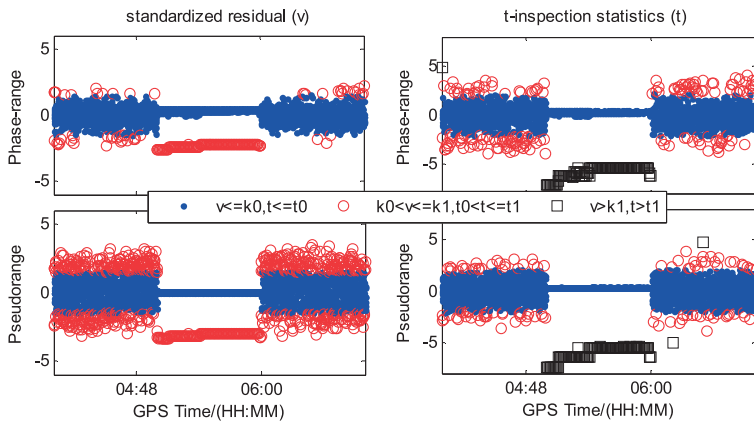 standardized residual (v)
t-inspection statistics (t)
Phase-range
5
0
-5
Phase-range
5
0
-5
v<=k0,t<=t0
k0<v<=k1,t0<t<=t1
v>k1,t>t1
Pseudorange
5
0
-5
04:48
06:00
GPS Time/(HH:MM)
Pseudorange
5
0
-5
04:48
06:00
GPS Time/(HH:MM)